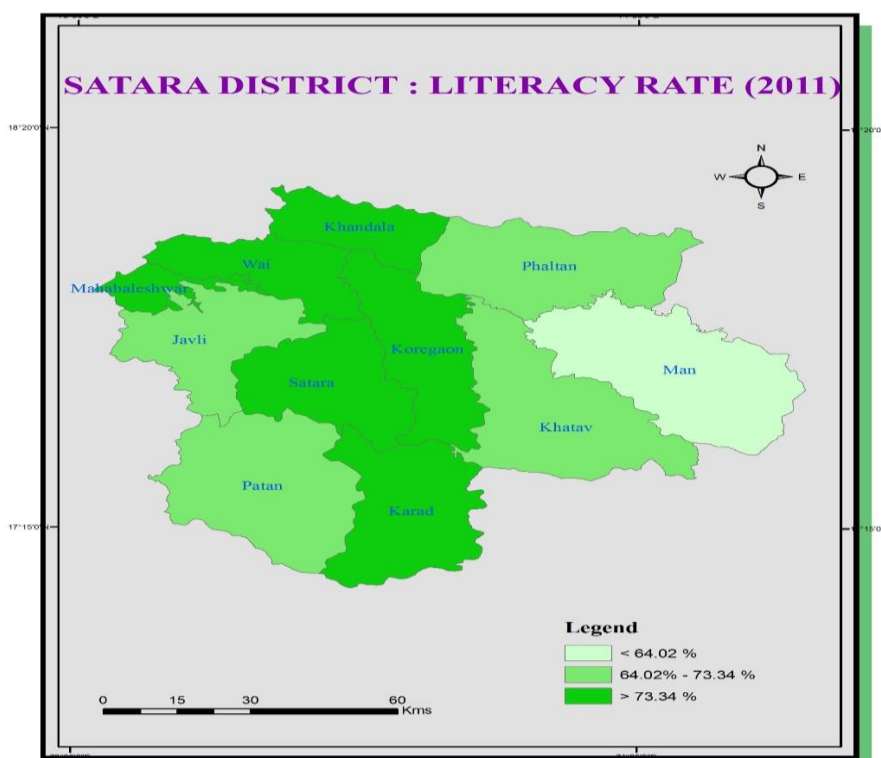 SATARA DISTRICT : LITERACY RATE (2011)
18°20'0"N
N
W E
S
Khandala
Phaltan
Wai
Mahabaleshwar
Javli
Koregaon
Man
Satara
Khatav
Patan
Karad
17°15'0"N
Legend
< 64.02 %
64.02% - 73.34 %
> 73.34 %
0 15 30 60
Kms